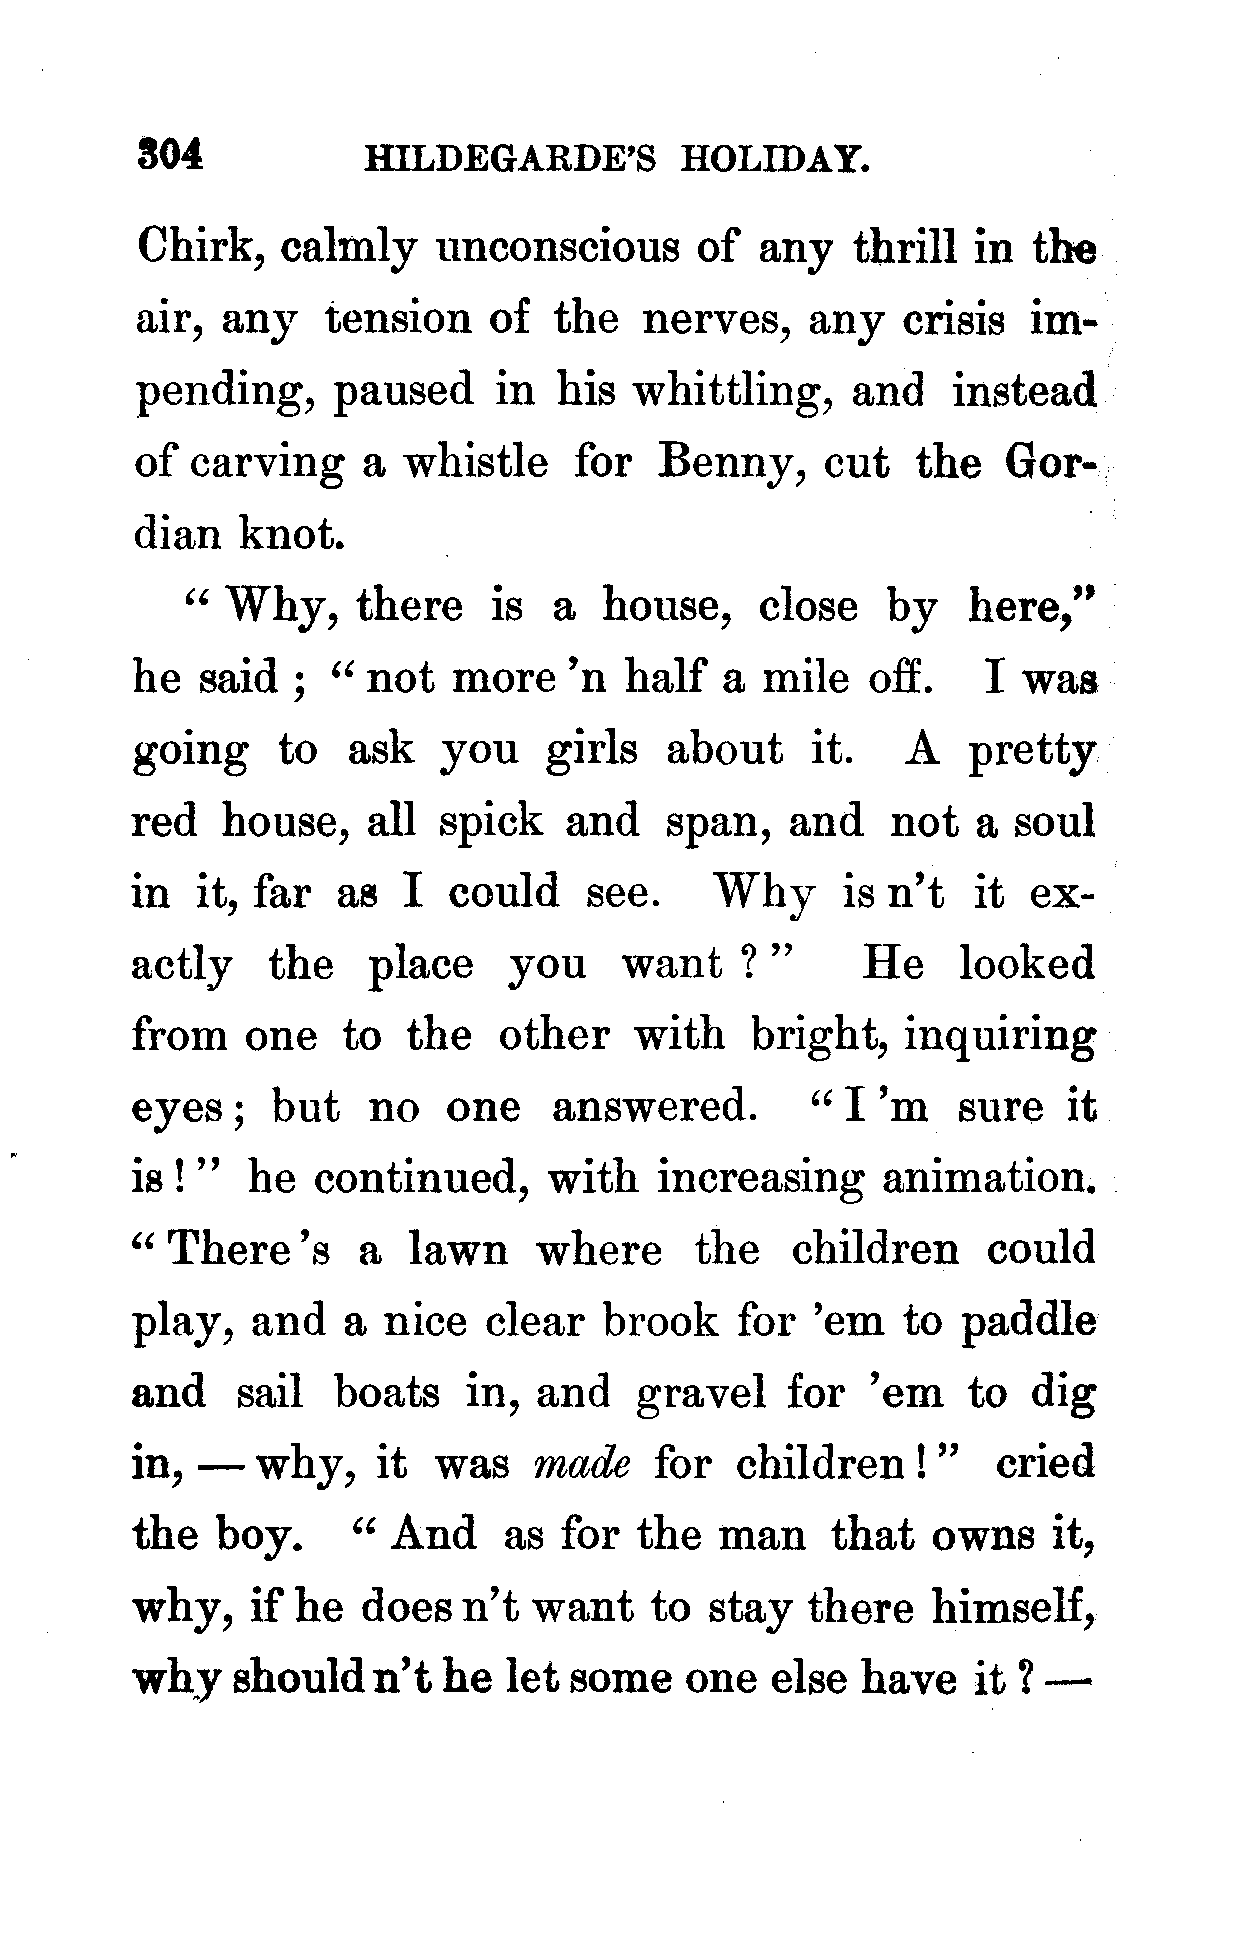 304 HILDEGARDE'S HOLIDAY.
Chirk, calmly unconscious of any thrill in the
air, any tension of the nerves, any crisis im-
pending, paused in his whittling, and instead
of carving a whistle for Benny, cut the Gor-
dian knot.
" Why, there is a house, close by here,"
he said ; " not more 'n half a mile off. I was
going to ask you girls about it. A pretty
red house, all spick and span, and not a soul
in it, far as I could see. Why is n't it ex-
actly the place you want ? " He looked
from one to the other with bright, inquiring
eyes ; but no one answered. " I 'm sure it
is ! " he continued, with increasing animation.
" There 's a lawn where the children could
play, and a nice clear brook for 'em to paddle
and sail boats in, and gravel for 'em to dig
in, — why, it was made for children ! " cried
the boy. " And as for the man that owns it,
why, if he does n't want to stay there himself,
why should n't he let some one else have it ? —